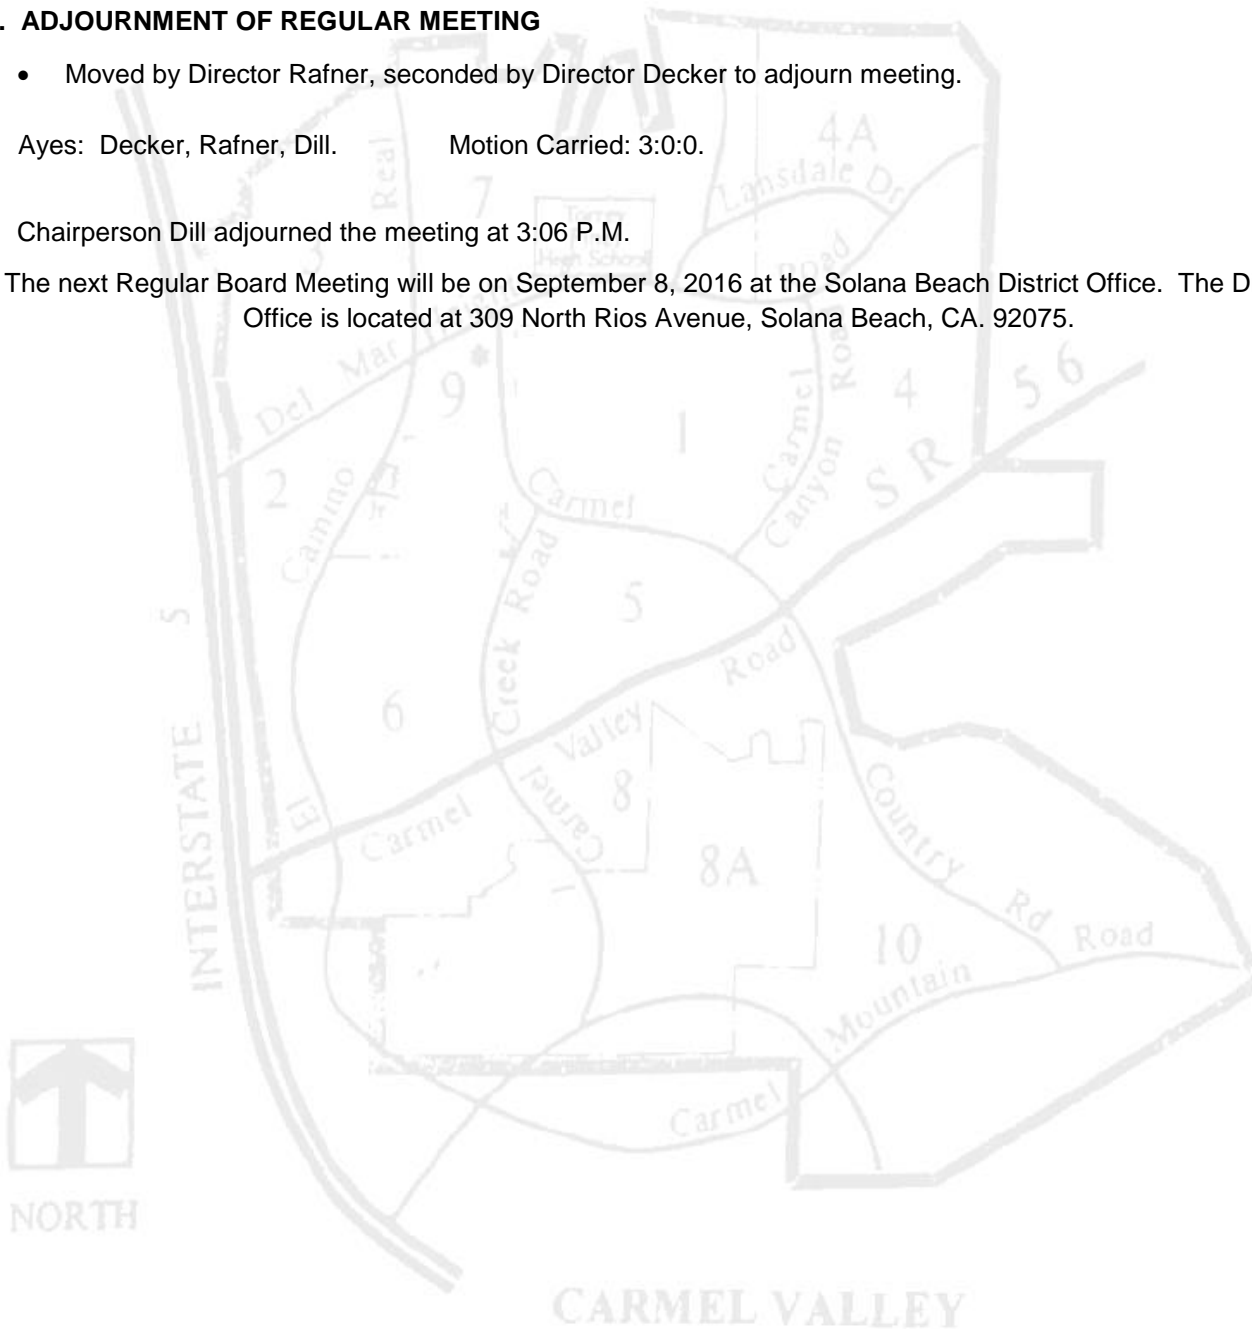 . ADJOURNMENT OF REGULAR MEETING
• Moved by Director Rafner, seconded by Director Decker to adjourn meeting.
Ayes: Decker, Rafner, Dill. Motion Carried: 3:0:0.
Chairperson Dill adjourned the meeting at 3:06 P.M.
The next Regular Board Meeting will be on September 8, 2016 at the Solana Beach District Office. The D
Office is located at 309 North Rios Avenue, Solana Beach, CA. 92075.
4A
Lansdale Dr
Real
7
Torrey
High School
Road
Del Mar
9
4
SR 56
1
Carmel
Canyon
Road
2
Camino
Carmel
Creek Road
5
INTERSTATE 5
6
Valley
Road
8
Carmel
El
Carmel
8A
Country
Rd
10
Road
Mountain
Carmel
NORTH
CARMEL VALLEY